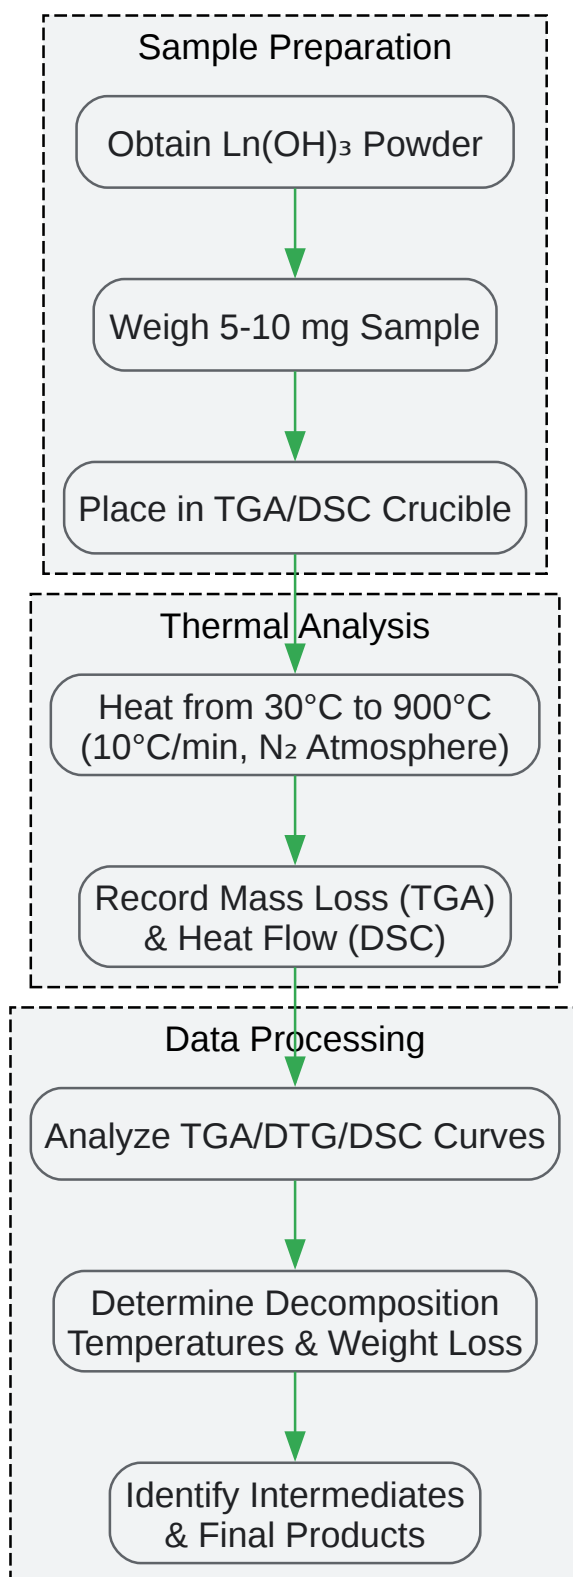 Sample Preparation
Obtain Ln(OH)₃ Powder
Weigh 5-10 mg Sample
Place in TGA/DSC Crucible
Thermal Analysis
Heat from 30°C to 900°C
(10°C/min, N₂ Atmosphere)
Record Mass Loss (TGA)
& Heat Flow (DSC)
Data Processing
Analyze TGA/DTG/DSC Curves
Determine Decomposition
Temperatures & Weight Loss
Identify Intermediates
& Final Products